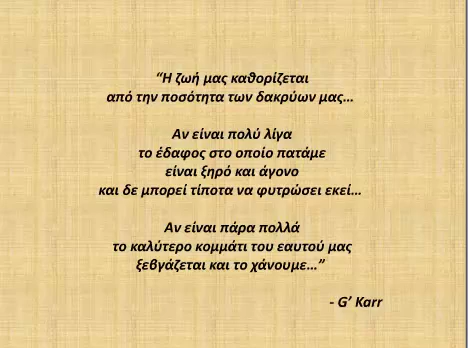 “Η ζωή μας καθορίζεται
από την ποσότητα των δακρύων μας…
Αν είναι πολύ λίγα
το έδαφος στο οποίο πατάμε
είναι ξηρό και άγονο
και δε μπορεί τίποτα να φυτρώσει εκεί…
Αν είναι πάρα πολλά
το καλύτερο κομμάτι του εαυτού μας
ξεβγάζεται και το χάνουμε…”
- G’ Karr